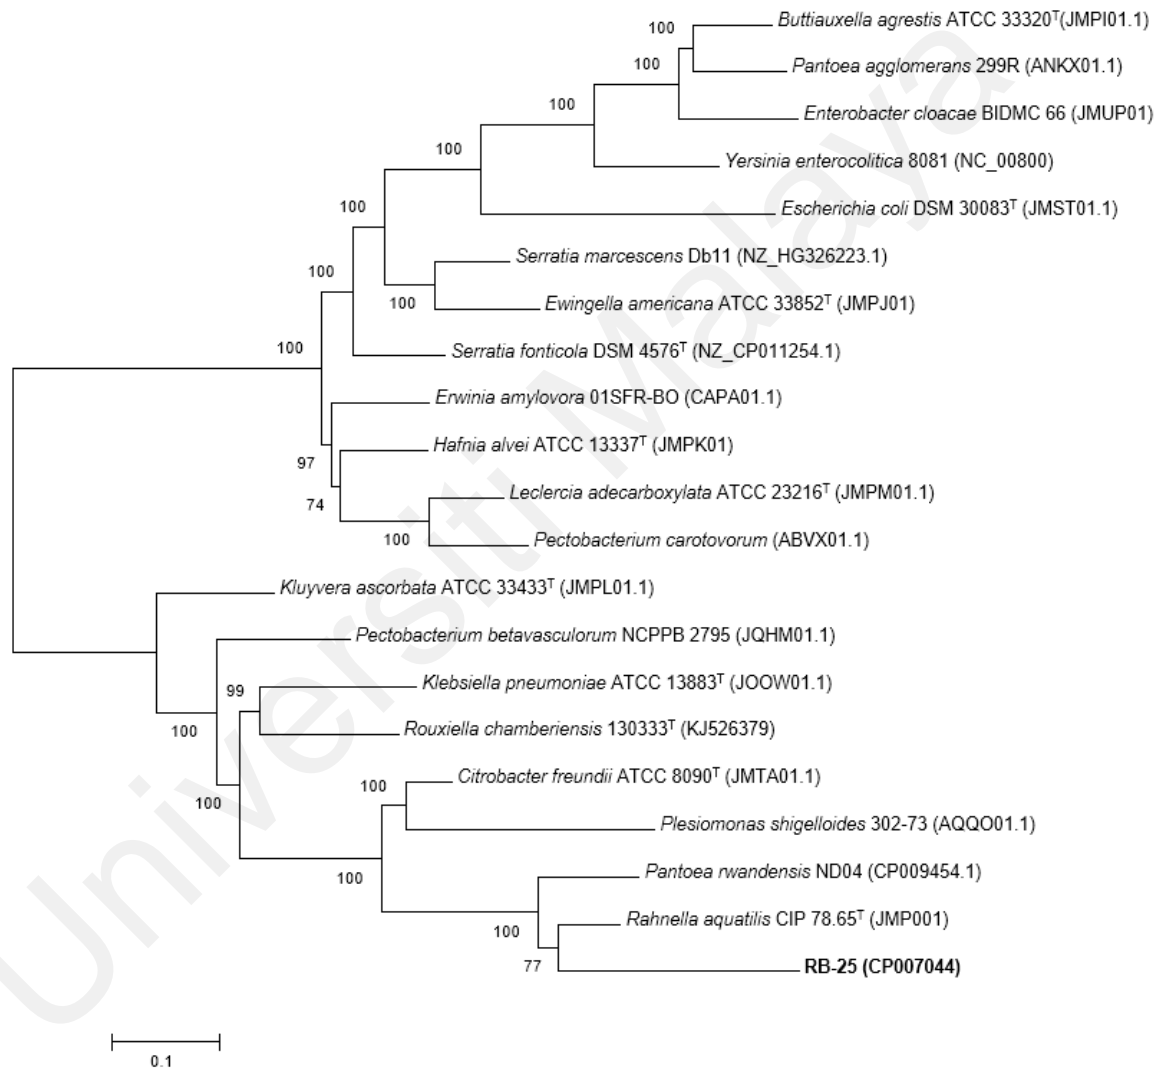 100
Buttiauxella agrestis ATCC 33320ᵀ(JMPI01.1)
100
Pantoea agglomerans 299R (ANKX01.1)
100
Enterobacter cloacae BIDMC 66 (JMUP01)
100
Yersinia enterocolitica 8081 (NC_00800)
100
Escherichia coli DSM 30083ᵀ (JMST01.1)
100
Serratia marcescens Db11 (NZ_HG326223.1)
100
Ewingella americana ATCC 33852ᵀ (JMPJ01)
100
Serratia fonticola DSM 4576ᵀ (NZ_CP011254.1)
Erwinia amylovora 01SFR-BO (CAPA01.1)
Hafnia alvei ATCC 13337ᵀ (JMPK01)
97
Leclercia adecarboxylata ATCC 23216ᵀ (JMPM01.1)
74
100
Pectobacterium carotovorum (ABVX01.1)
Kluyvera ascorbata ATCC 33433ᵀ (JMPL01.1)
Pectobacterium betavasculorum NCPPB 2795 (JQHM01.1)
99
Klebsiella pneumoniae ATCC 13883ᵀ (JOOW01.1)
100
Rouxiella chamberiensis 130333ᵀ (KJ526379)
100
Citrobacter freundii ATCC 8090ᵀ (JMTA01.1)
100
Plesiomonas shigelloides 302-73 (AQQO01.1)
100
Pantoea rwandensis ND04 (CP009454.1)
Rahnella aquatilis CIP 78.65ᵀ (JMP001)
100
77
RB-25 (CP007044)
0.1
Universiti Malaya